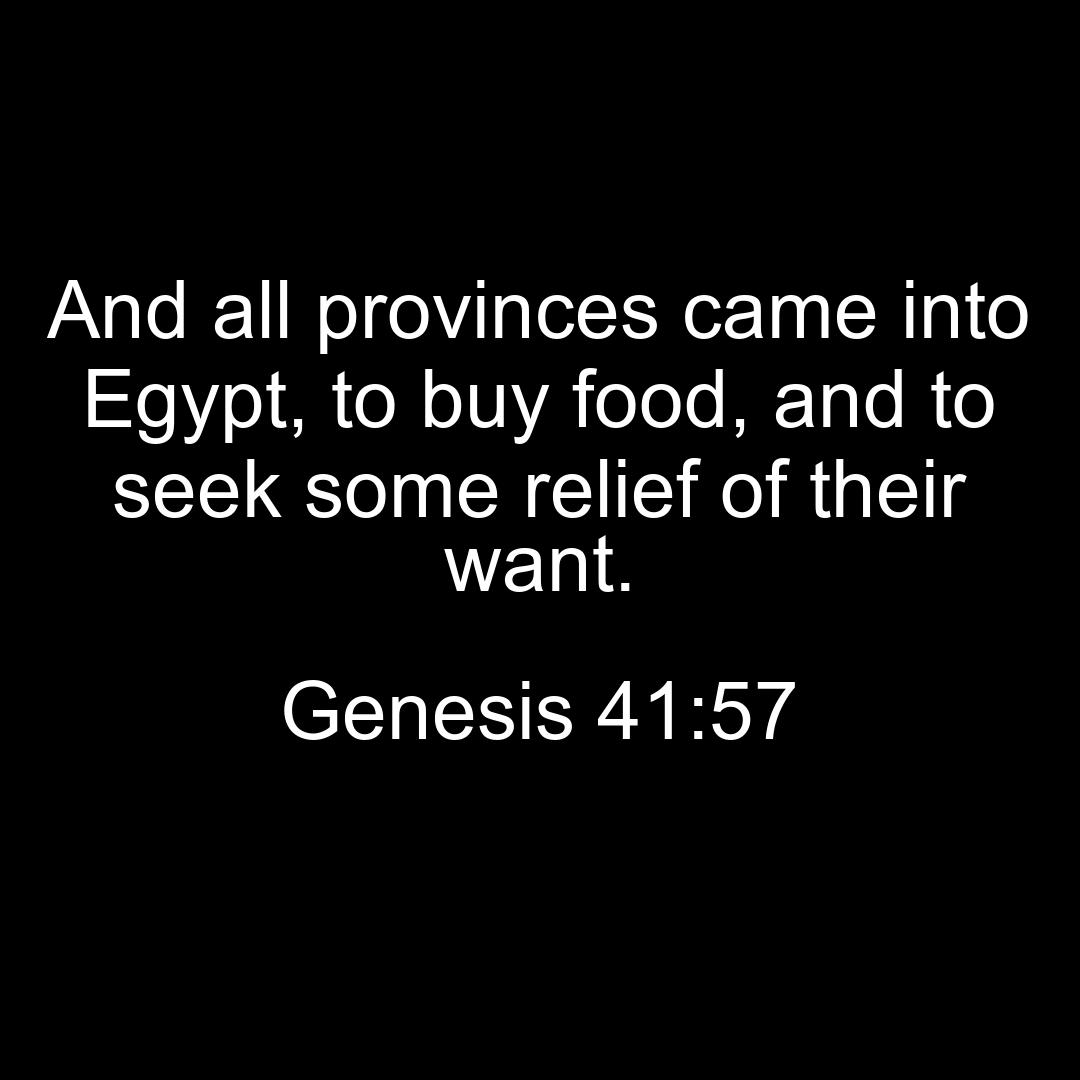 And all provinces came into
Egypt, to buy food, and to
seek some relief of their
want.
Genesis 41:57